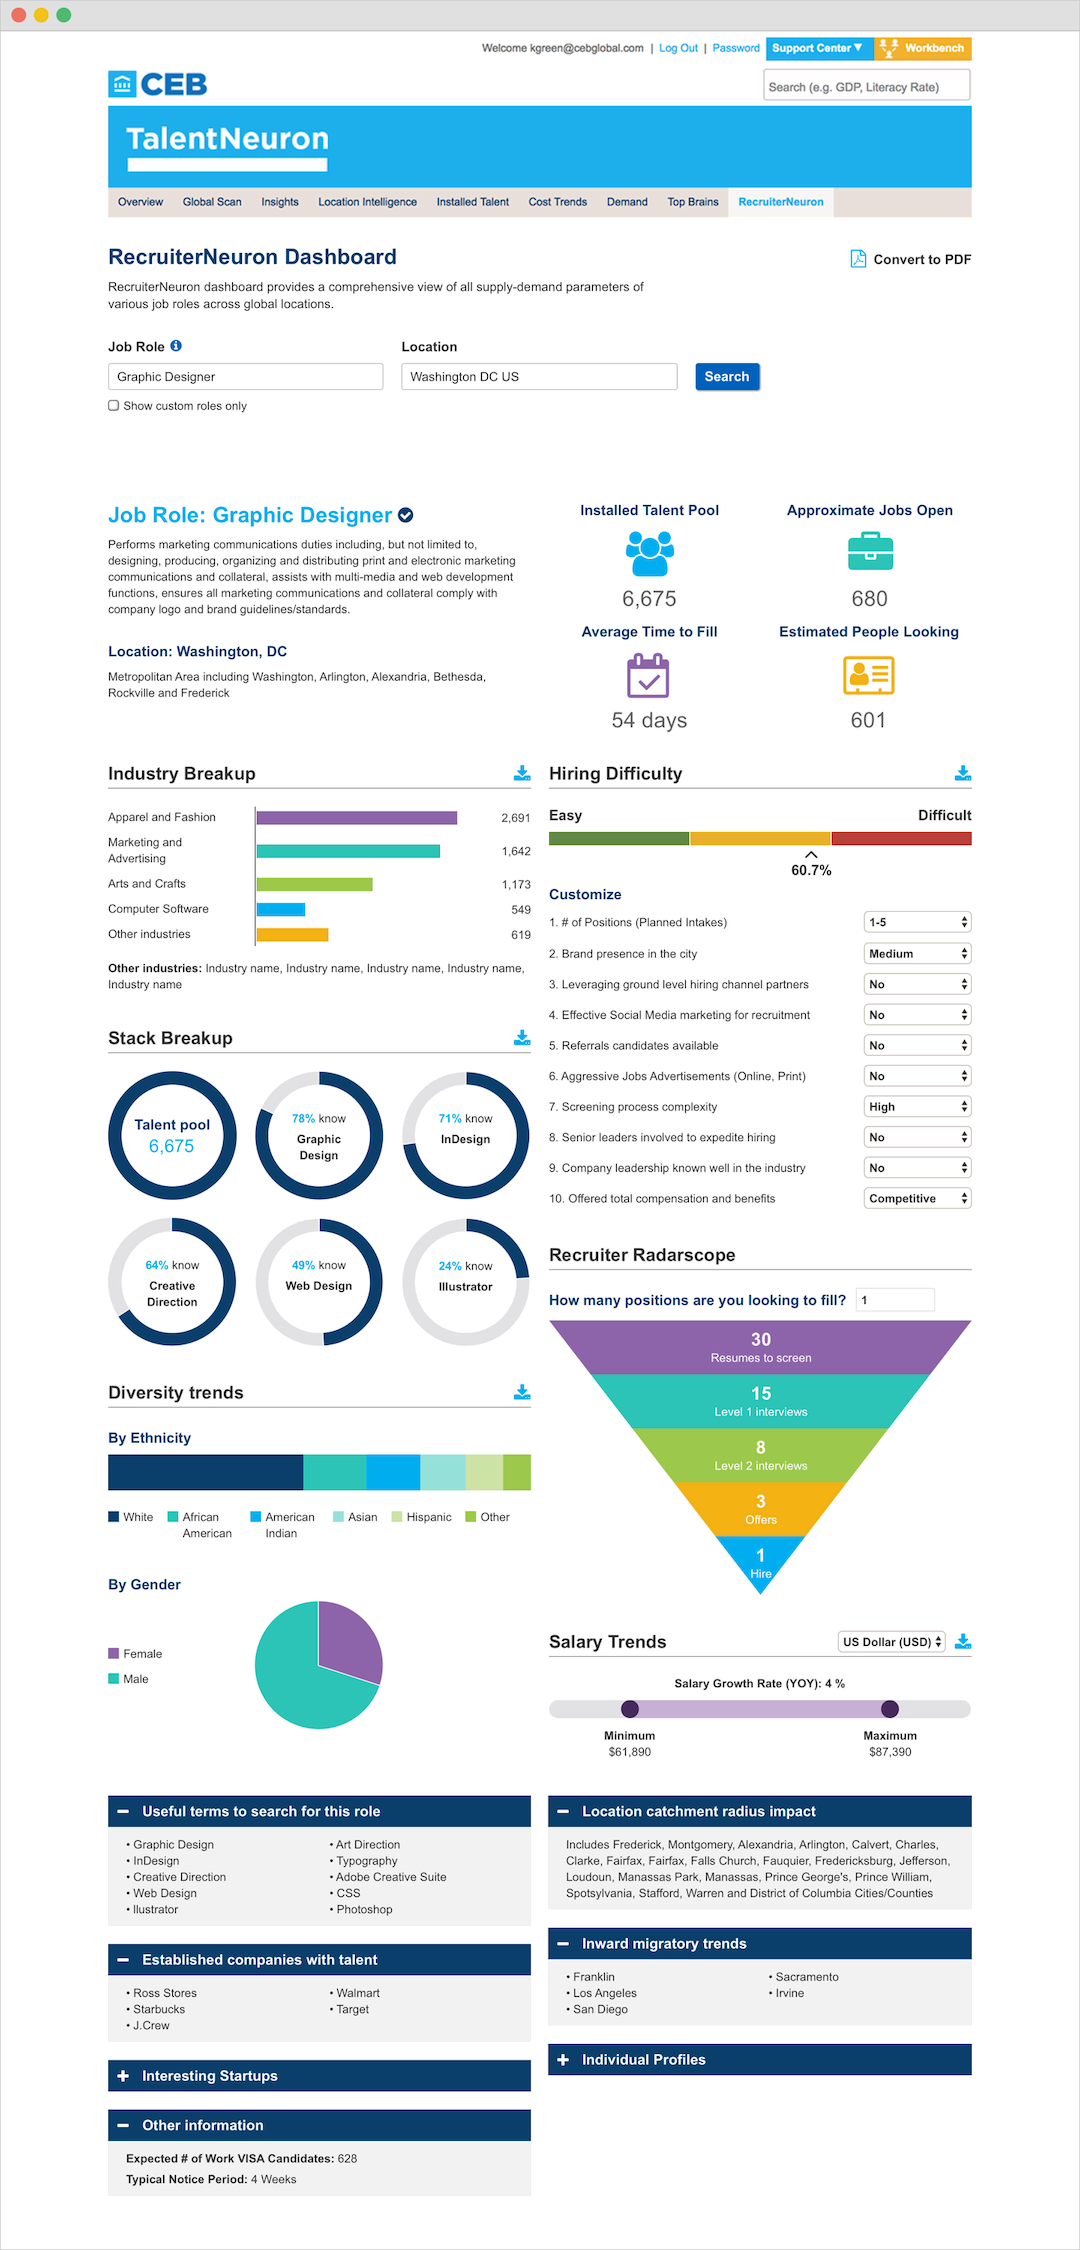 Welcome kgreen@cebglobal.com | Log Out | Password Support Center ▼ Workbench
CEB
Search (e.g. GDP, Literacy Rate)
TalentNeuron
Overview Global Scan Insights Location Intelligence Installed Talent Cost Trends Demand Top Brains RecruiterNeuron
RecruiterNeuron Dashboard
Convert to PDF
RecruiterNeuron dashboard provides a comprehensive view of all supply-demand parameters of
various job roles across global locations.
Job Role Location
Graphic Designer Washington DC US Search
Show custom roles only
Job Role: Graphic Designer
Performs marketing communications duties including, but not limited to,
designing, producing, organizing and distributing print and electronic marketing
communications and collateral, assists with multi-media and web development
functions, ensures all marketing communications and collateral comply with
company logo and brand guidelines/standards.
Location: Washington, DC
Metropolitan Area including Washington, Arlington, Alexandria, Bethesda,
Rockville and Frederick
Installed Talent Pool
6,675
Approximate Jobs Open
680
Average Time to Fill
54 days
Estimated People Looking
601
Industry Breakup
Apparel and Fashion 2,691
Marketing and
Advertising 1,642
Arts and Crafts 1,173
Computer Software 549
Other industries 619
Other industries: Industry name, Industry name, Industry name, Industry name,
Industry name
Stack Breakup
Talent pool
6,675
78% know
Graphic
Design
71% know
InDesign
64% know
Creative
Direction
49% know
Web Design
24% know
Illustrator
Diversity trends
By Ethnicity
White
African
American
American
Indian
Asian
Hispanic
Other
By Gender
Female
Male
Hiring Difficulty
Easy Difficult
60.7%
Customize
1. # of Positions (Planned Intakes) 1-5
2. Brand presence in the city Medium
3. Leveraging ground level hiring channel partners No
4. Effective Social Media marketing for recruitment No
5. Referrals candidates available No
6. Aggressive Jobs Advertisements (Online, Print) No
7. Screening process complexity High
8. Senior leaders involved to expedite hiring No
9. Company leadership known well in the industry No
10. Offered total compensation and benefits Competitive
Recruiter Radarscope
How many positions are you looking to fill? 1
30
Resumes to screen
15
Level 1 interviews
8
Level 2 interviews
3
Offers
1
Hire
Salary Trends US Dollar (USD)
Salary Growth Rate (YOY): 4 %
Minimum
$61,890
Maximum
$87,390
Useful terms to search for this role
• Graphic Design
• InDesign
• Creative Direction
• Web Design
• llustrator
• Art Direction
• Typography
• Adobe Creative Suite
• CSS
• Photoshop
Established companies with talent
• Ross Stores
• Starbucks
• J.Crew
• Walmart
• Target
Interesting Startups
Other information
Expected # of Work VISA Candidates: 628
Typical Notice Period: 4 Weeks
Location catchment radius impact
Includes Frederick, Montgomery, Alexandria, Arlington, Calvert, Charles,
Clarke, Fairfax, Fairfax, Falls Church, Fauquier, Fredericksburg, Jefferson,
Loudoun, Manassas Park, Manassas, Prince George's, Prince William,
Spotsylvania, Stafford, Warren and District of Columbia Cities/Counties
Inward migratory trends
• Franklin
• Los Angeles
• San Diego
• Sacramento
• Irvine
Individual Profiles